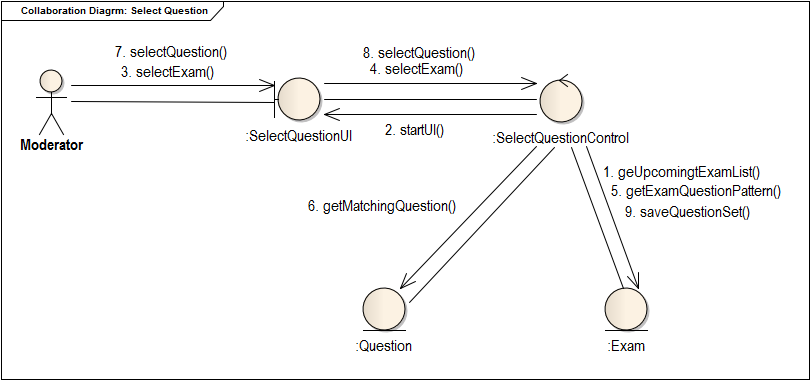 Collaboration Diagrm: Select Question
7. selectQuestion()
3. selectExam()
8. selectQuestion()
4. selectExam()
2. startUI()
Moderator
:SelectQuestionUI
:SelectQuestionControl
1. geUpcomingtExamList()
5. getExamQuestionPattern()
9. saveQuestionSet()
6. getMatchingQuestion()
:Question
:Exam